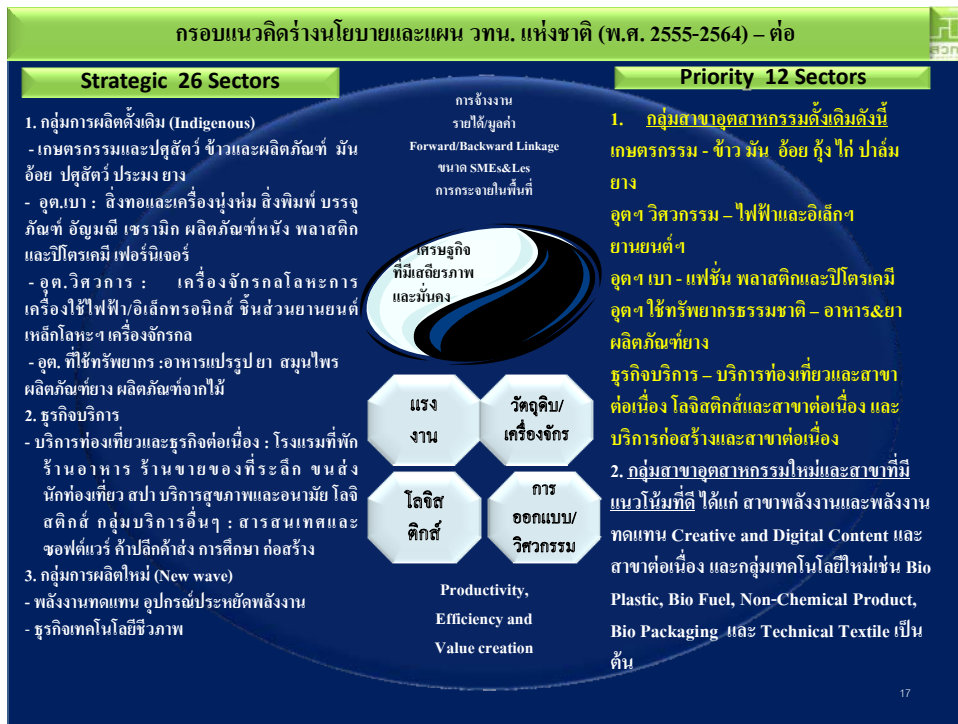 กรอบแนวคิดร่างนโยบายและแผน วทน. แห่งชาติ (พ.ศ. 2555-2564) – ต่อ
Strategic 26 Sectors
1. กลุ่มการผลิตดั้งเดิม (Indigenous)
- เกษตรกรรมและปศุสัตว์ ข้าวและผลิตภัณฑ์ มัน
อ้อย ปศุสัตว์ ประมง ยาง
- อุต.เบา : สิ่งทอและเครื่องนุ่งห่ม สิ่งพิมพ์ บรรจุ
ภัณฑ์ อัญมณี เซรามิก ผลิตภัณฑ์หนัง พลาสติก
และปิโตรเคมี เฟอร์นิเจอร์
- อุต.วิศวการ : เครื่องจักรกลโลหะการ
เครื่องใช้ไฟฟ้า/อิเล็กทรอนิกส์ ชิ้นส่วนยานยนต์
เหล็กโลหะฯ เครื่องจักรกล
- อุต. ที่ใช้ทรัพยากร :อาหารแปรรูป ยา สมุนไพร
ผลิตภัณฑ์ยาง ผลิตภัณฑ์จากไม้
2. ธุรกิจบริการ
- บริการท่องเที่ยวและธุรกิจต่อเนื่อง : โรงแรมที่พัก
ร้านอาหาร ร้านขายของที่ระลึก ขนส่ง
นักท่องเที่ยว สปา บริการสุขภาพและอนามัย โลจิ
สติกส์ กลุ่มบริการอื่นๆ : สารสนเทศและ
ซอฟต์แวร์ ค้าปลีกค้าส่ง การศึกษา ก่อสร้าง
3. กลุ่มการผลิตใหม่ (New wave)
- พลังงานทดแทน อุปกรณ์ประหยัดพลังงาน
- ธุรกิจเทคโนโลยีชีวภาพ
การจ้างงาน
รายได้/มูลค่า
Forward/Backward Linkage
ขนาด SMEs&Les
การกระจายในพื้นที่
เศรษฐกิจ
ที่มีเสถียรภาพ
และมั่นคง
แรง
งาน
วัตถุดิบ/
เครื่องจักร
โลจิส
ติกส์
การ
ออกแบบ/
วิศวกรรม
Productivity,
Efficiency and
Value creation
Priority 12 Sectors
1. กลุ่มสาขาอุตสาหกรรมดั้งเดิมดังนี้
เกษตรกรรม - ข้าว มัน อ้อย กุ้ง ไก่ ปาล์ม
ยาง
อุตฯ วิศวกรรม – ไฟฟ้าและอิเล็กฯ
ยานยนต์ฯ
อุตฯ เบา - แฟชั่น พลาสติกและปิโตรเคมี
อุตฯ ใช้ทรัพยากรธรรมชาติ – อาหาร&ยา
ผลิตภัณฑ์ยาง
ธุรกิจบริการ – บริการท่องเที่ยวและสาขา
ต่อเนื่อง โลจิสติกส์และสาขาต่อเนื่อง และ
บริการก่อสร้างและสาขาต่อเนื่อง
2. กลุ่มสาขาอุตสาหกรรมใหม่และสาขาที่มี
แนวโน้มที่ดี ได้แก่ สาขาพลังงานและพลังงาน
ทดแทน Creative and Digital Content และ
สาขาต่อเนื่อง และกลุ่มเทคโนโลยีใหม่เช่น Bio
Plastic, Bio Fuel, Non-Chemical Product,
Bio Packaging และ Technical Textile เป็น
ต้น
17